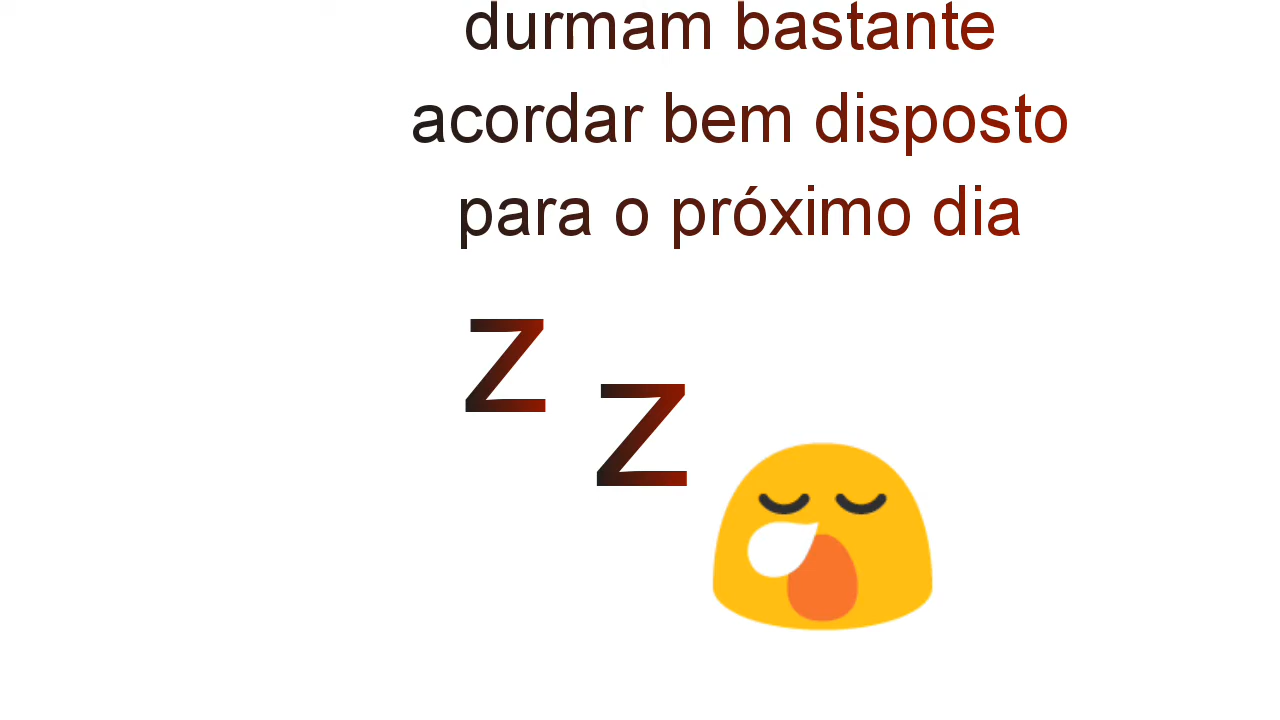 durmam bastante
acordar bem disposto
para o próximo dia
z
z